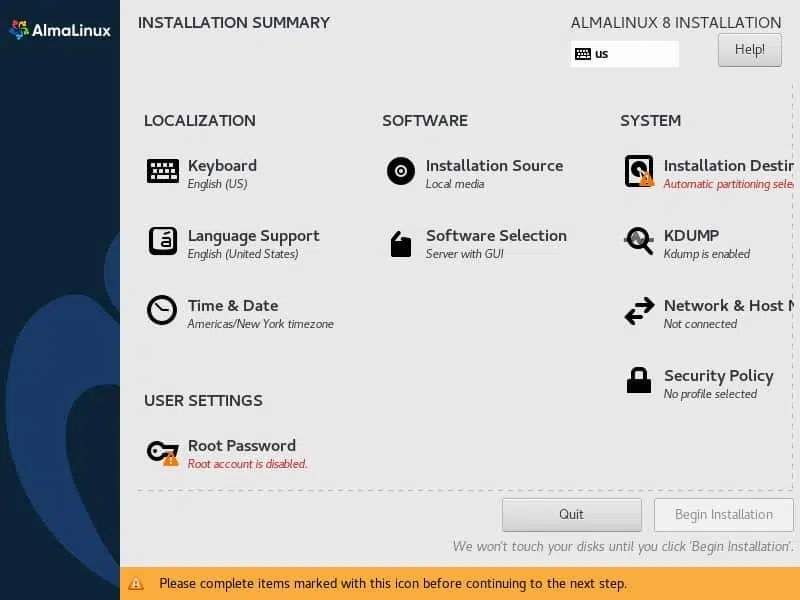 AlmaLinux
INSTALLATION SUMMARY
ALMALINUX 8 INSTALLATION
us
Help!
LOCALIZATION
Keyboard
English (US)
Language Support
English (United States)
Time & Date
Americas/New York timezone
USER SETTINGS
Root Password
Root account is disabled.
SOFTWARE
Installation Source
Local media
Software Selection
Server with GUI
SYSTEM
Installation Destin
Automatic partitioning sele
KDUMP
Kdump is enabled
Network & Host N
Not connected
Security Policy
No profile selected
Quit
Begin Installation
We won't touch your disks until you click 'Begin Installation'.
Please complete items marked with this icon before continuing to the next step.